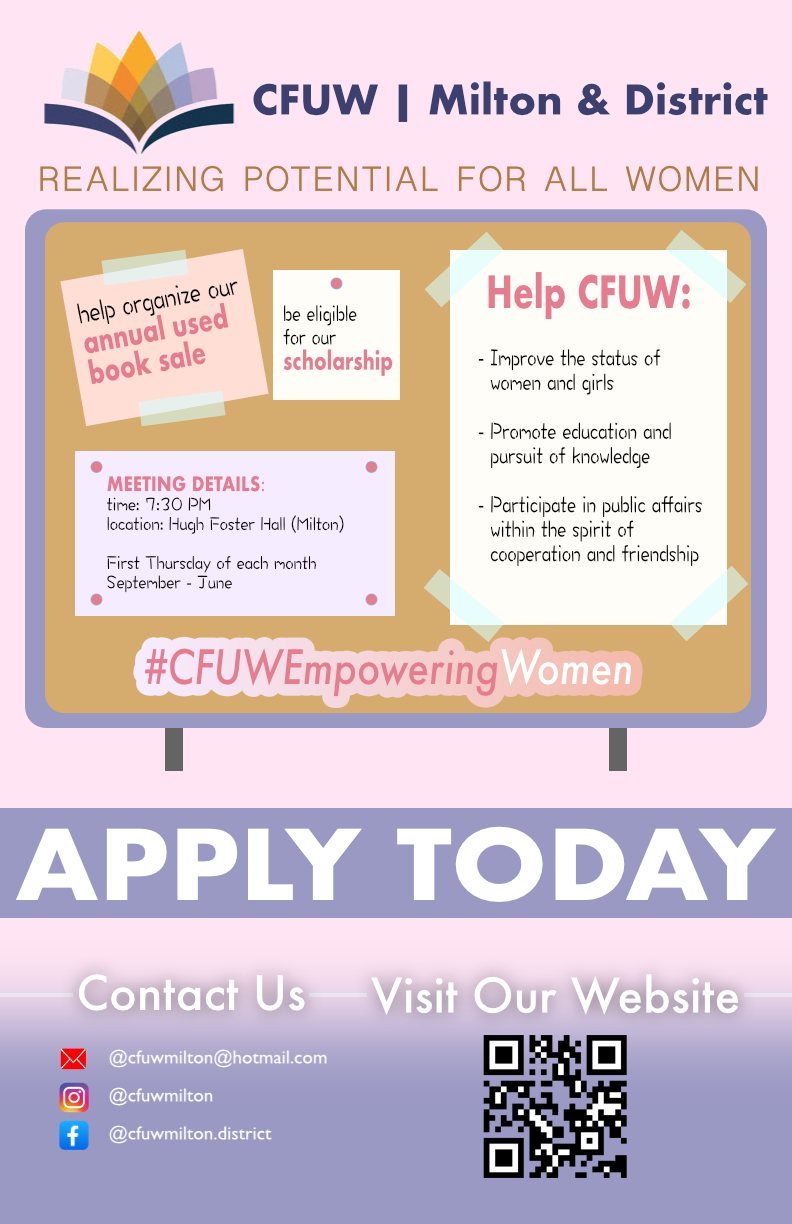 CFUW | Milton & District
REALIZING POTENTIAL FOR ALL WOMEN
help organize our
annual used
book sale
be eligible
for our
scholarship
Help CFUW:
- Improve the status of
women and girls
- Promote education and
pursuit of knowledge
- Participate in public affairs
within the spirit of
cooperation and friendship
MEETING DETAILS:
time: 7:30 PM
location: Hugh Foster Hall (Milton)
First Thursday of each month
September - June
#CFUWEmpoweringWomen
APPLY TODAY
Contact Us
@cfuwmilton@hotmail.com
@cfuwmilton
@cfuwmilton.district
Visit Our Website